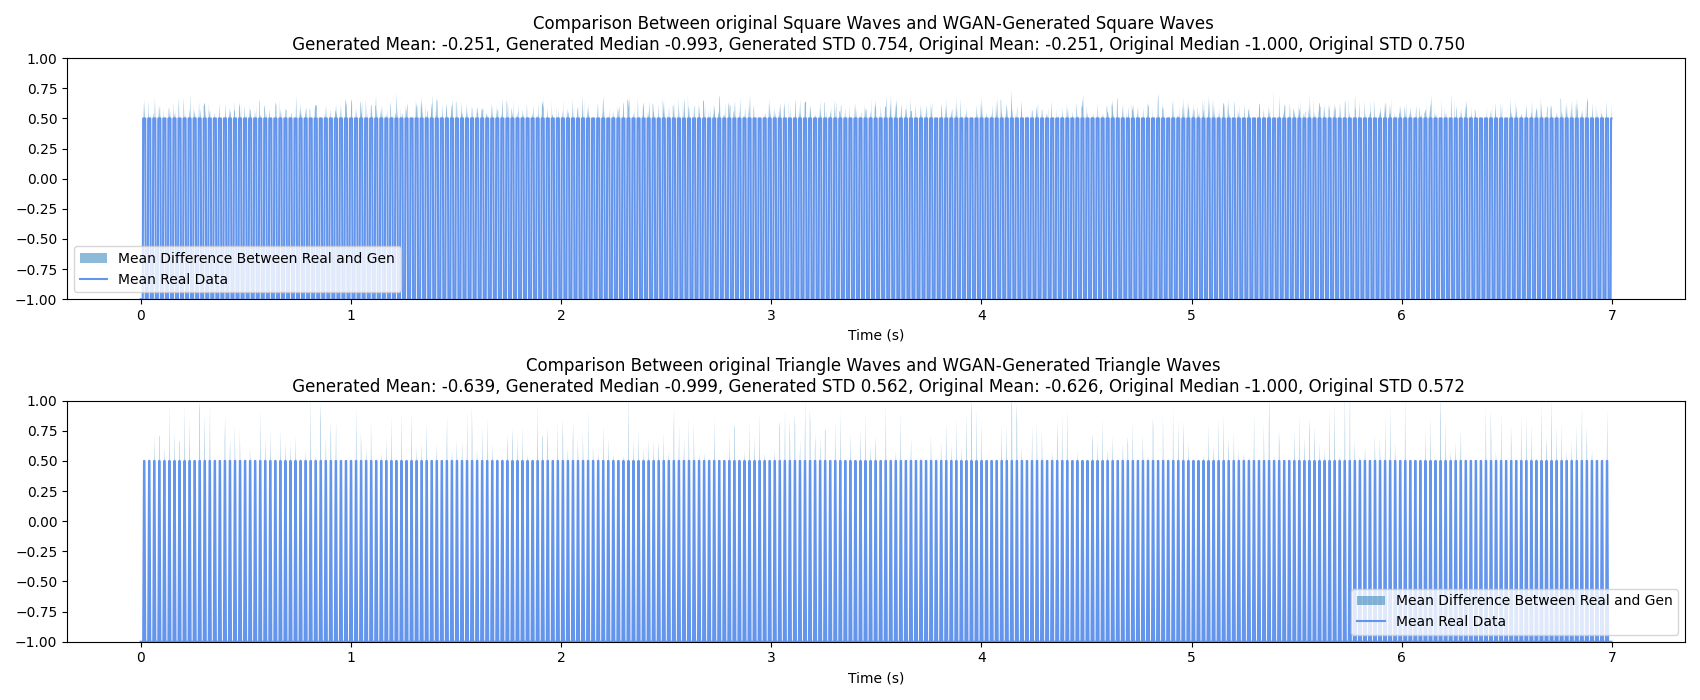 Comparison Between original Square Waves and WGAN-Generated Square Waves
Generated Mean: -0.251, Generated Median -0.993, Generated STD 0.754, Original Mean: -0.251, Original Median -1.000, Original STD 0.750
1.00
0.75
0.50
0.25
0.00
−0.25
−0.50
−0.75
−1.00
Mean Difference Between Real and Gen
Mean Real Data
0 1 2 3 4 5 6 7
Time (s)
Comparison Between original Triangle Waves and WGAN-Generated Triangle Waves
Generated Mean: -0.639, Generated Median -0.999, Generated STD 0.562, Original Mean: -0.626, Original Median -1.000, Original STD 0.572
1.00
0.75
0.50
0.25
0.00
−0.25
−0.50
−0.75
−1.00
Mean Difference Between Real and Gen
Mean Real Data
0 1 2 3 4 5 6 7
Time (s)